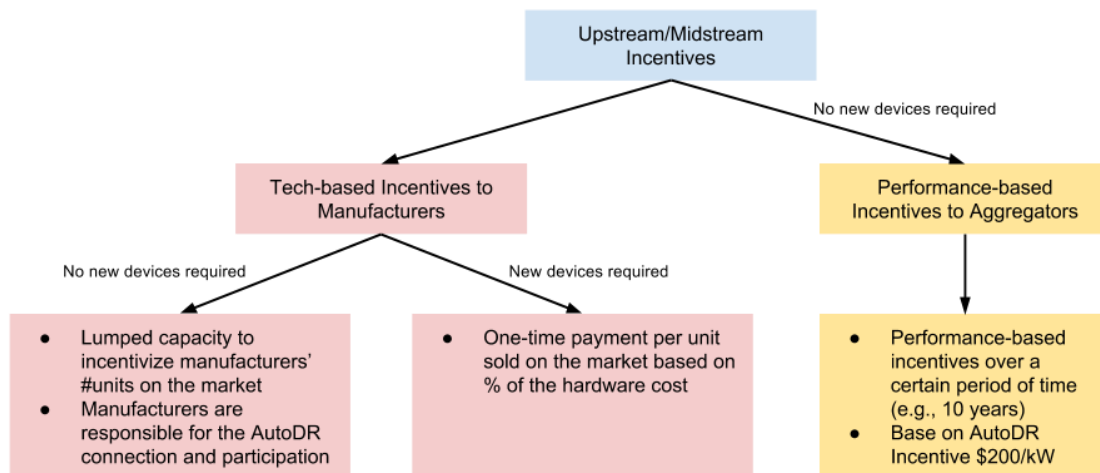 Upstream/Midstream
Incentives
No new devices required
Tech-based Incentives to
Manufacturers
Performance-based
Incentives to Aggregators
No new devices required
New devices required
● Lumped capacity to
incentivize manufacturers'
#units on the market
● Manufacturers are
responsible for the AutoDR
connection and participation
● One-time payment per unit
sold on the market based on
% of the hardware cost
● Performance-based
incentives over a
certain period of time
(e.g., 10 years)
● Base on AutoDR
Incentive $200/kW